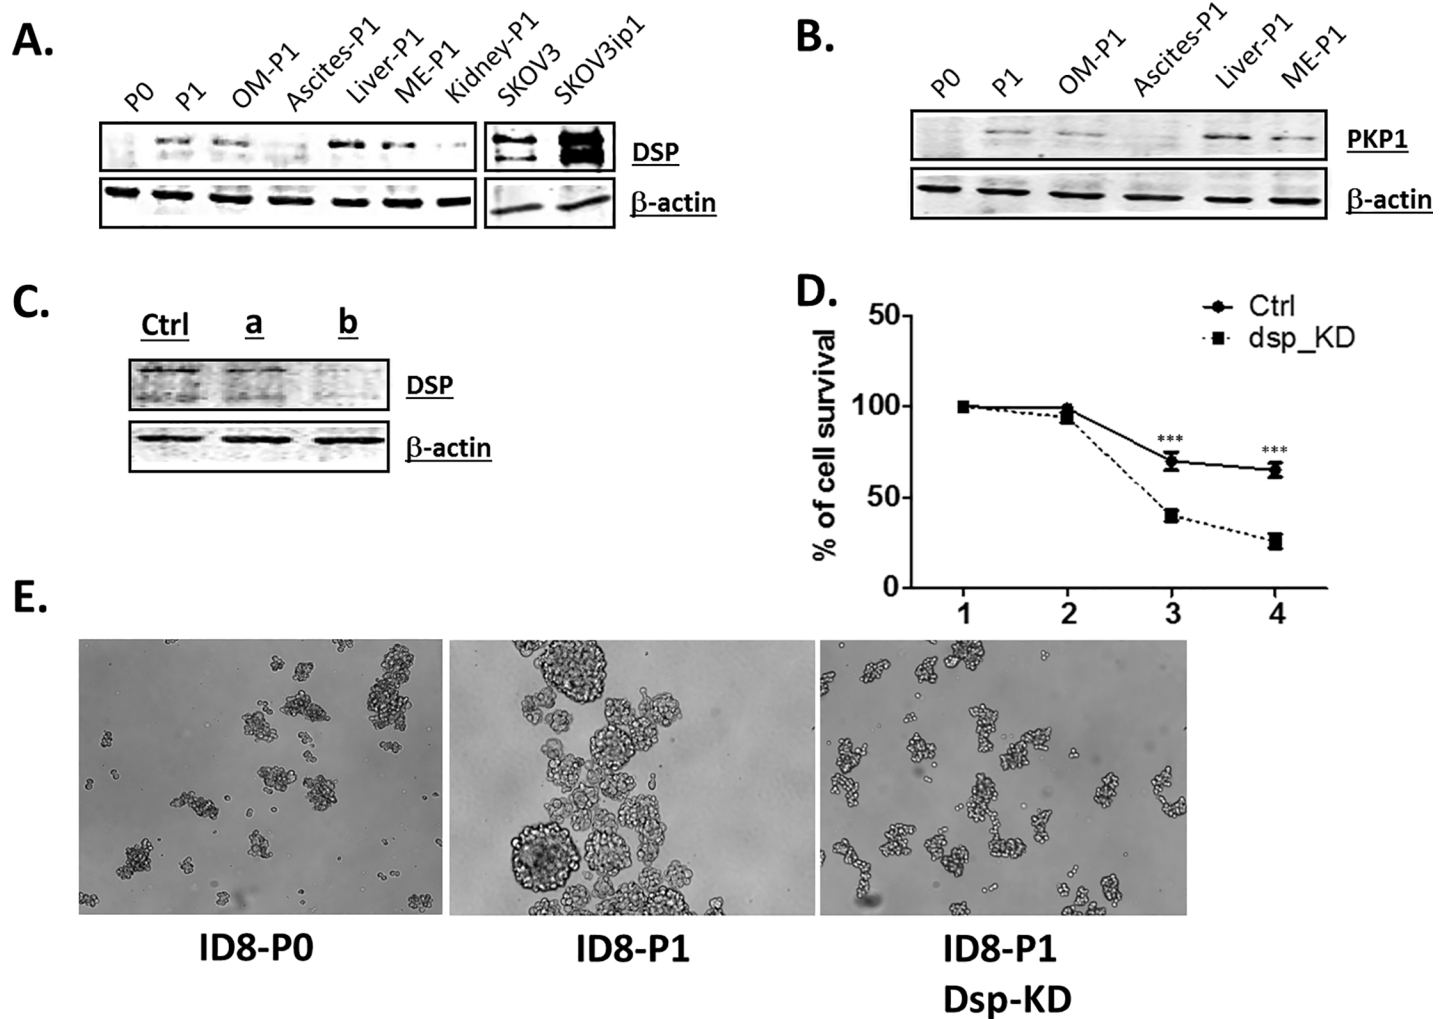 A.
P0 P1 OM-P1 Ascites-P1 Liver-P1 ME-P1 Kidney-P1 SKOV3 SKOV3ip1
DSP
β-actin
B.
P0 P1 OM-P1 Ascites-P1 Liver-P1 ME-P1
PKP1
β-actin
C.
Ctrl a b
DSP
β-actin
D.
Ctrl
dsp_KD
% of cell survival
50
100
50
0
*** ***
1 2 3 4
E.
ID8-P0 ID8-P1 ID8-P1
Dsp-KD